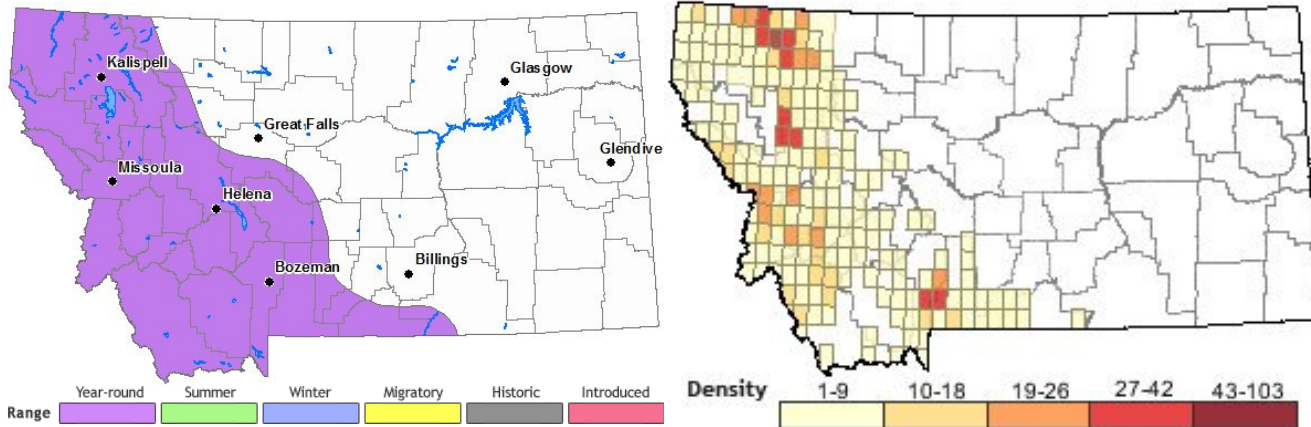 Kalispell
Glasgow
Great Falls
Glendive
Missoula
Helena
Bozeman
Billings
Year-round Summer Winter Migratory Historic Introduced
Range
Density 1-9 10-18 19-26 27-42 43-103